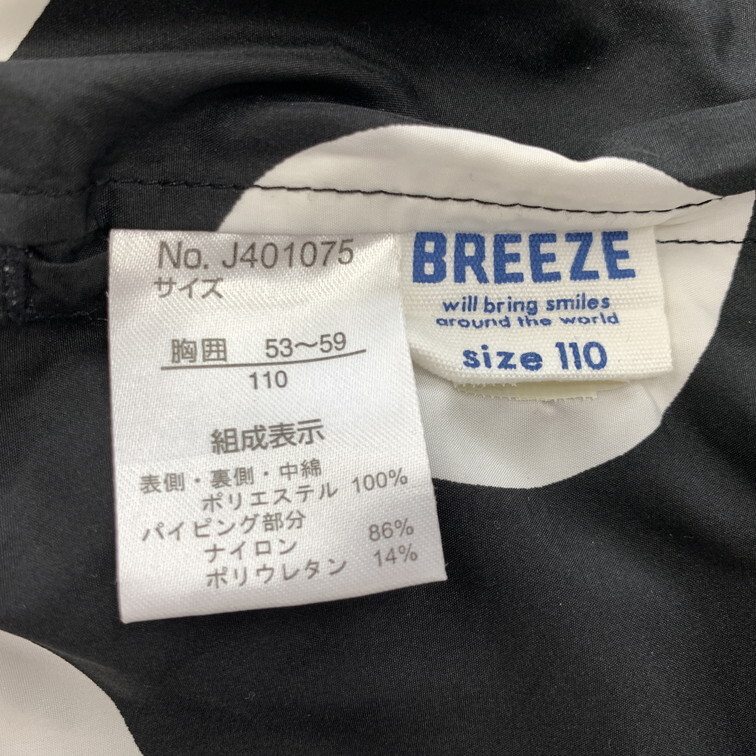 No. J401075
サイズ
胸囲 53～59
110
組成表示
表側・裏側・中綿
ポリエステル 100%
パイピング部分
ナイロン 86%
ポリウレタン 14%
BREEZE
will bring smiles
around the world
size 110